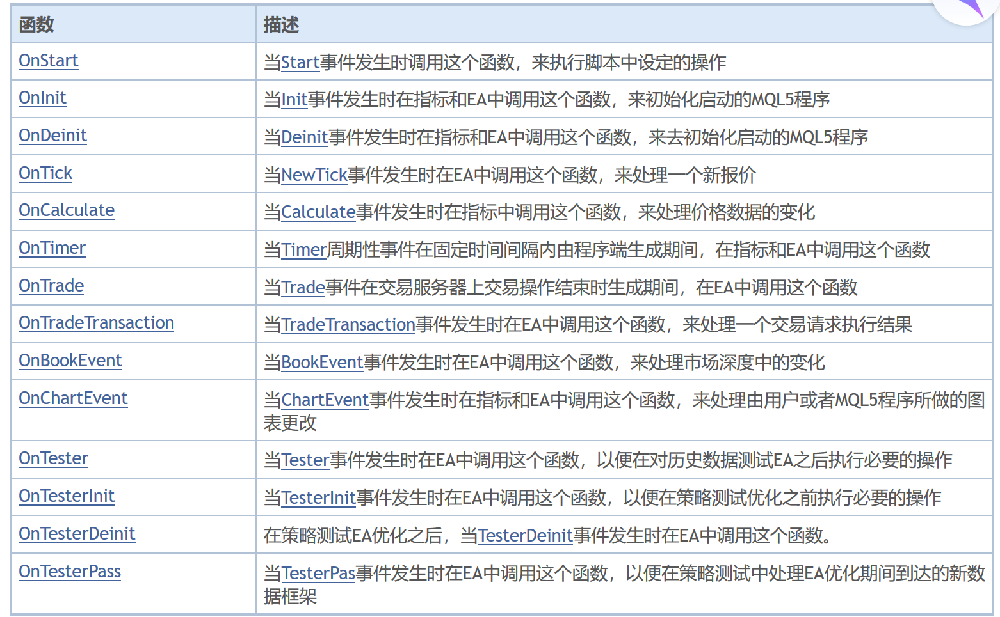 函数 描述
OnStart 当Start事件发生时调用这个函数，来执行脚本中设定的操作
OnInit 当Init事件发生时在指标和EA中调用这个函数，来初始化启动的MQL5程序
OnDeinit 当Deinit事件发生时在指标和EA中调用这个函数，来去初始化启动的MQL5程序
OnTick 当NewTick事件发生时在EA中调用这个函数，来处理一个新报价
OnCalculate 当Calculate事件发生时在指标中调用这个函数，来处理价格数据的变化
OnTimer 当Timer周期性事件在固定时间间隔内由程序端生成期间，在指标和EA中调用这个函数
OnTrade 当Trade事件在交易服务器上交易操作结束时生成期间，在EA中调用这个函数
OnTradeTransaction 当TradeTransaction事件发生时在EA中调用这个函数，来处理一个交易请求执行结果
OnBookEvent 当BookEvent事件发生时在EA中调用这个函数，来处理市场深度中的变化
OnChartEvent 当ChartEvent事件发生时在指标和EA中调用这个函数，来处理由用户或者MQL5程序所做的图
表更改
OnTester 当Tester事件发生时在EA中调用这个函数，以便在对历史数据测试EA之后执行必要的操作
OnTesterInit 当TesterInit事件发生时在EA中调用这个函数，以便在策略测试优化之前执行必要的操作
OnTesterDeinit 在策略测试EA优化之后，当TesterDeinit事件发生时在EA中调用这个函数。
OnTesterPass 当TesterPas事件发生时在EA中调用这个函数，以便在策略测试中处理EA优化期间到达的新数
据框架